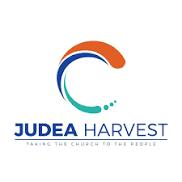 JUDEA HARVEST
TAKING THE CHURCH TO THE PEOPLE